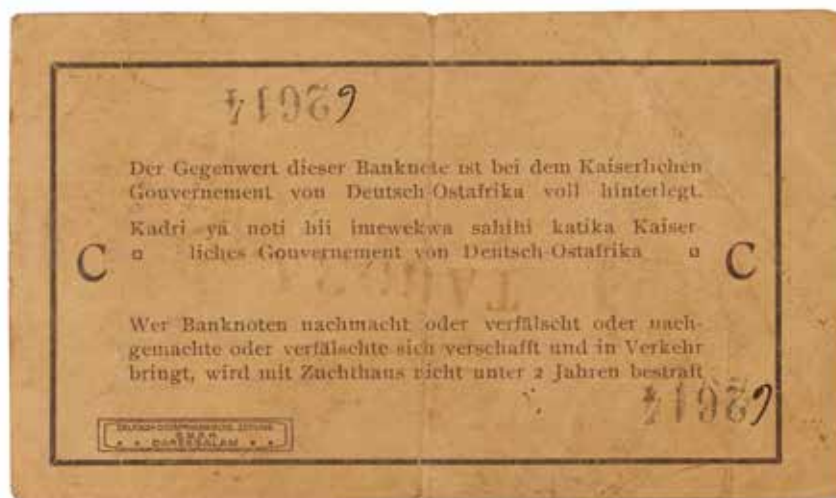 Der Gegenwert dieser Banknote ist bei dem Kaiserlichen
Gouvernement von Deutsch-Ostafrika voll hinterlegt.
Kadri ya noti hii imewekwa sahihi katika Kaiser
liches Gouvernement von Deutsch-Ostafrika
C C
Wer Banknoten nachmacht oder verfälscht oder nach-
gemachte oder verfälschte sich verschafft und in Verkehr
bringt, wird mit Zuchthaus nicht unter 2 Jahren bestraft
DARESSALAM